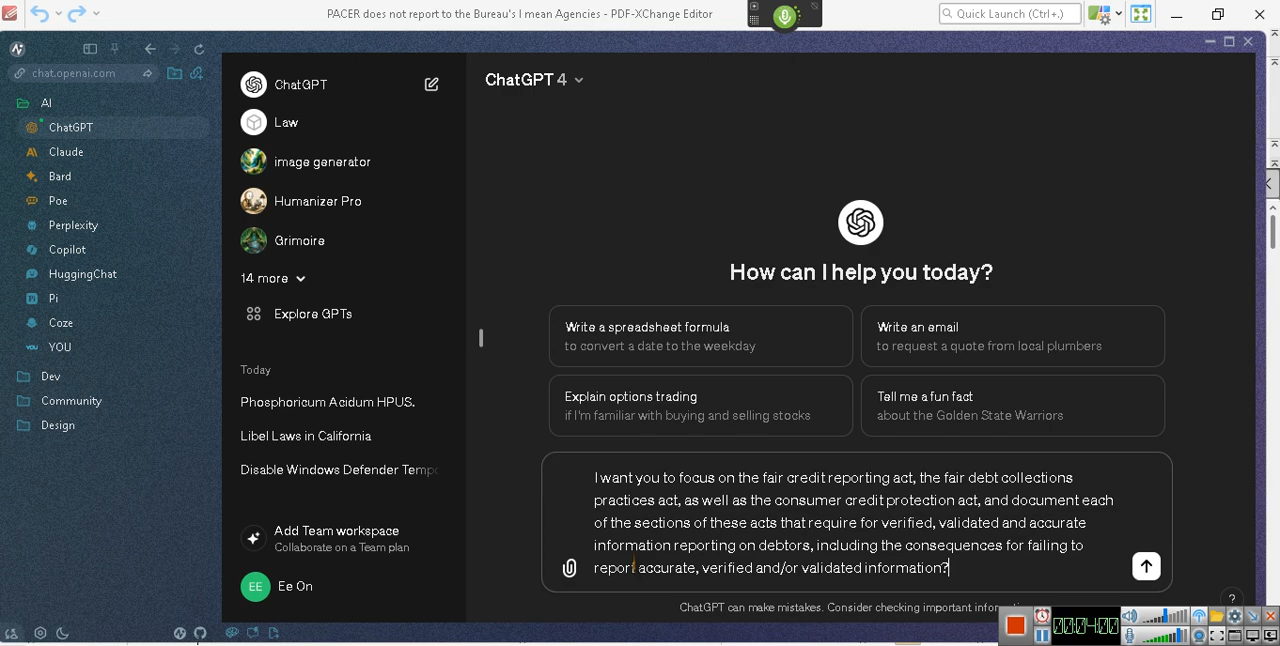 PACER does not report to the Bureau's I mean Agencies - PDF-XChange Editor
Quick Launch (Ctrl+.)
chat.openai.com
AI
ChatGPT
Claude
Bard
Poe
Perplexity
Copilot
HuggingChat
Pi
Coze
YOU
Dev
Community
Design
ChatGPT
Law
image generator
Humanizer Pro
Grimoire
14 more
Explore GPTs
Today
Phosphoricum Acidum HPUS.
Libel Laws in California
Disable Windows Defender Tempo
Add Team workspace
Collaborate on a Team plan
EE
Ee On
ChatGPT 4
How can I help you today?
Write a spreadsheet formula
to convert a date to the weekday
Write an email
to request a quote from local plumbers
Explain options trading
if I'm familiar with buying and selling stocks
Tell me a fun fact
about the Golden State Warriors
I want you to focus on the fair credit reporting act, the fair debt collections
practices act, as well as the consumer credit protection act, and document each
of the sections of these acts that require for verified, validated and accurate
information reporting on debtors, including the consequences for failing to
report accurate, verified and/or validated information?
ChatGPT can make mistakes. Consider checking important
?
00:04:00